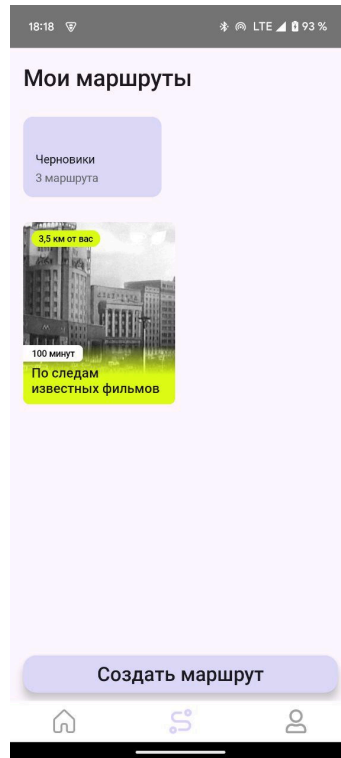 18:18 LTE 93 %
Мои маршруты
Черновики
3 маршрута
3,5 км от вас
100 минут
По следам
известных фильмов
Создать маршрут